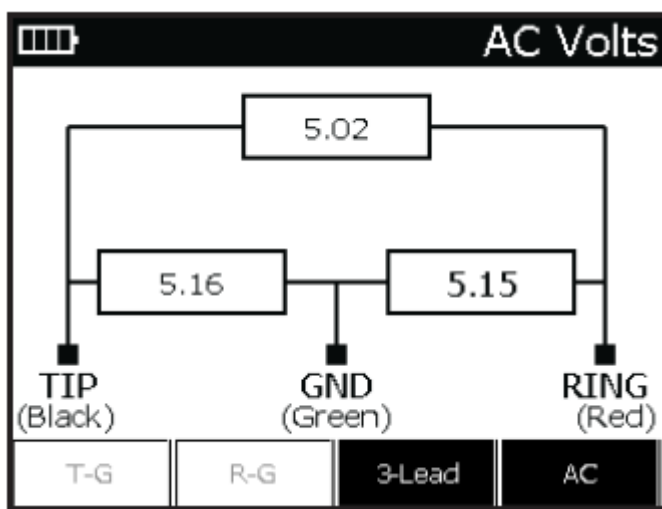 AC Volts
5.02
5.16 5.15
TIP GND RING
(Black) (Green) (Red)
T-G R-G 3-Lead AC